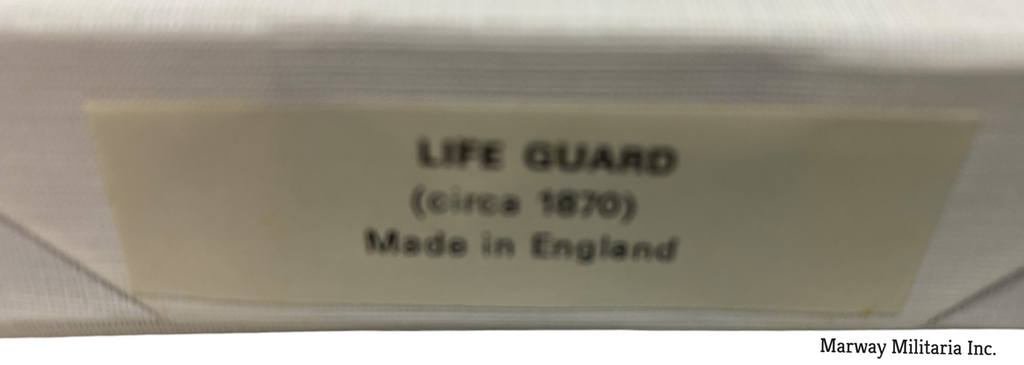 LIFE GUARD
(circa 1870)
Made in England
Marway Militaria Inc.